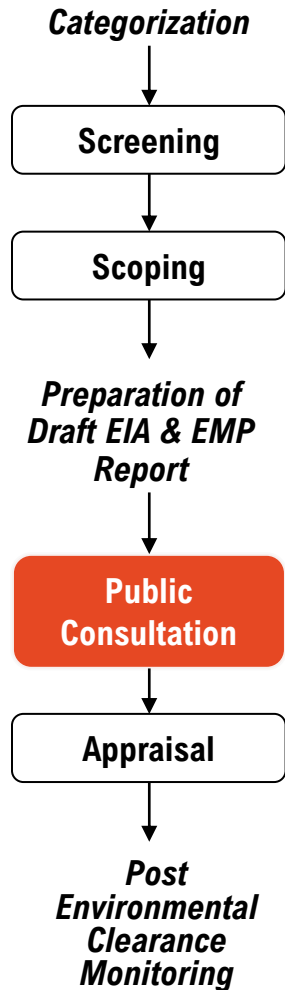 Categorization
Screening
Scoping
Preparation of
Draft EIA & EMP
Report
Public
Consultation
Appraisal
Post
Environmental
Clearance
Monitoring